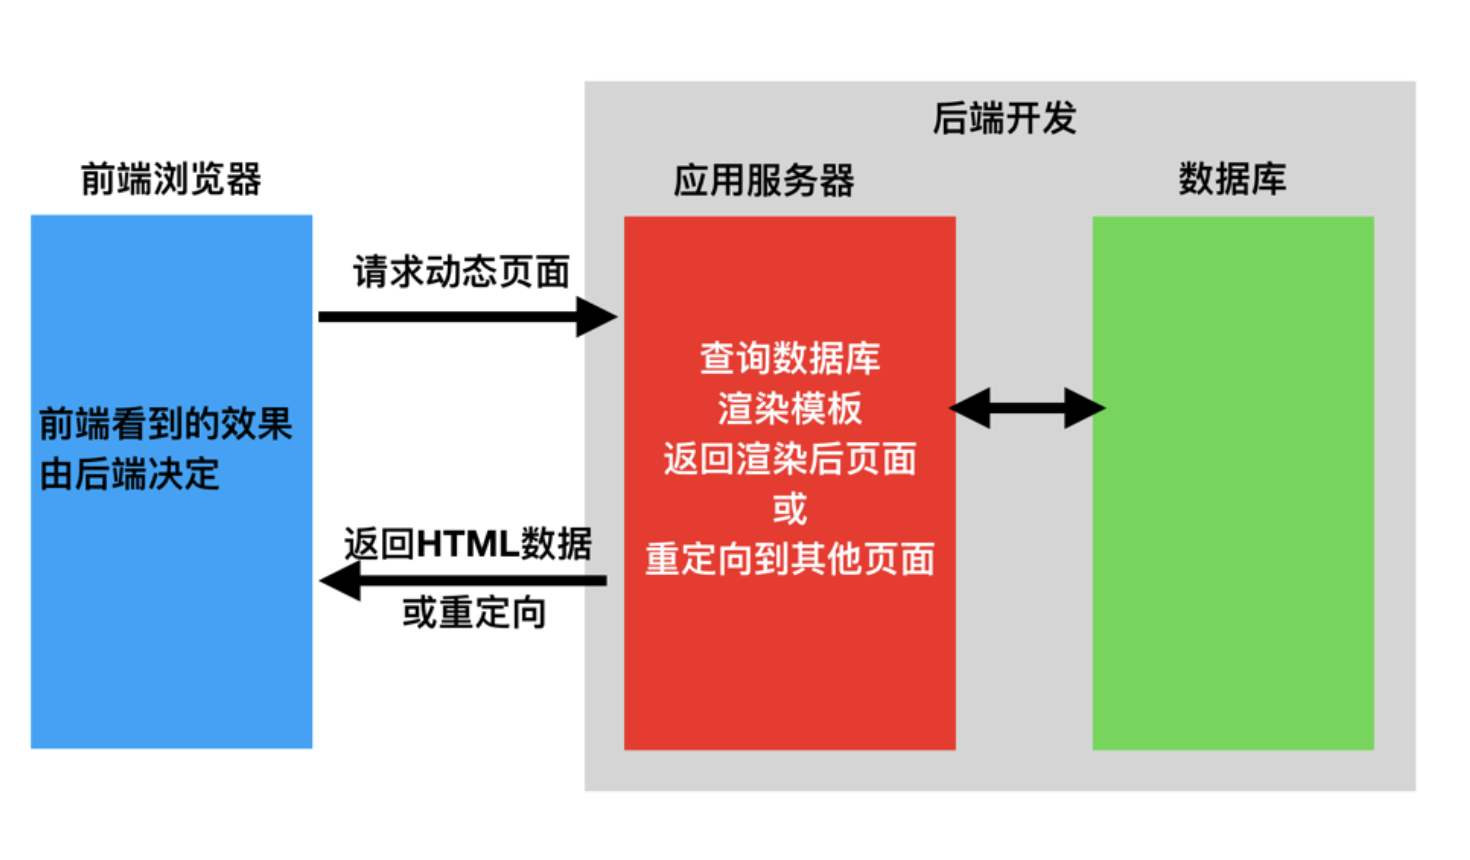 后端开发
前端浏览器
应用服务器
数据库
请求动态页面
前端看到的效果
由后端决定
查询数据库
渲染模板
返回渲染后页面
或
重定向到其他页面
返回HTML数据
或重定向